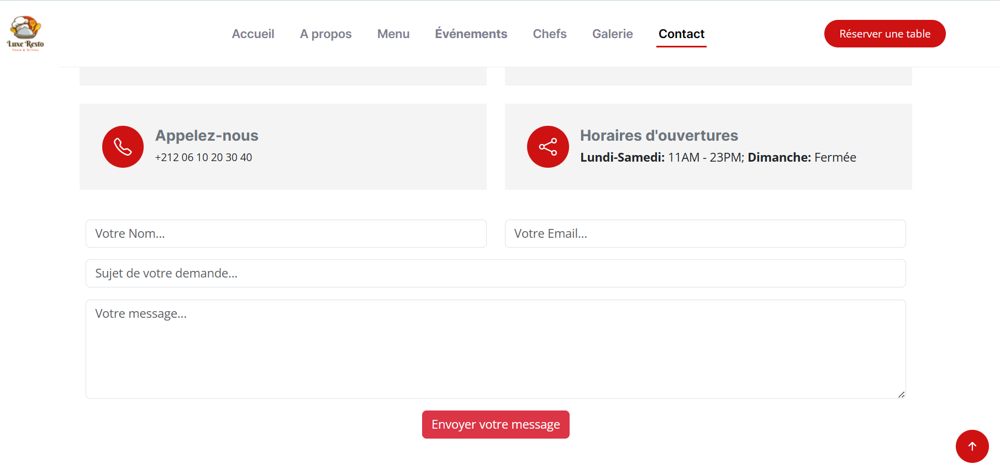 Luxe Resto
Food & Drinks
Accueil
A propos
Menu
Événements
Chefs
Galerie
Contact
Réserver une table
Appelez-nous
+212 06 10 20 30 40
Horaires d'ouvertures
Lundi-Samedi: 11AM - 23PM; Dimanche: Fermée
Votre Nom...
Votre Email...
Sujet de votre demande...
Votre message...
Envoyer votre message